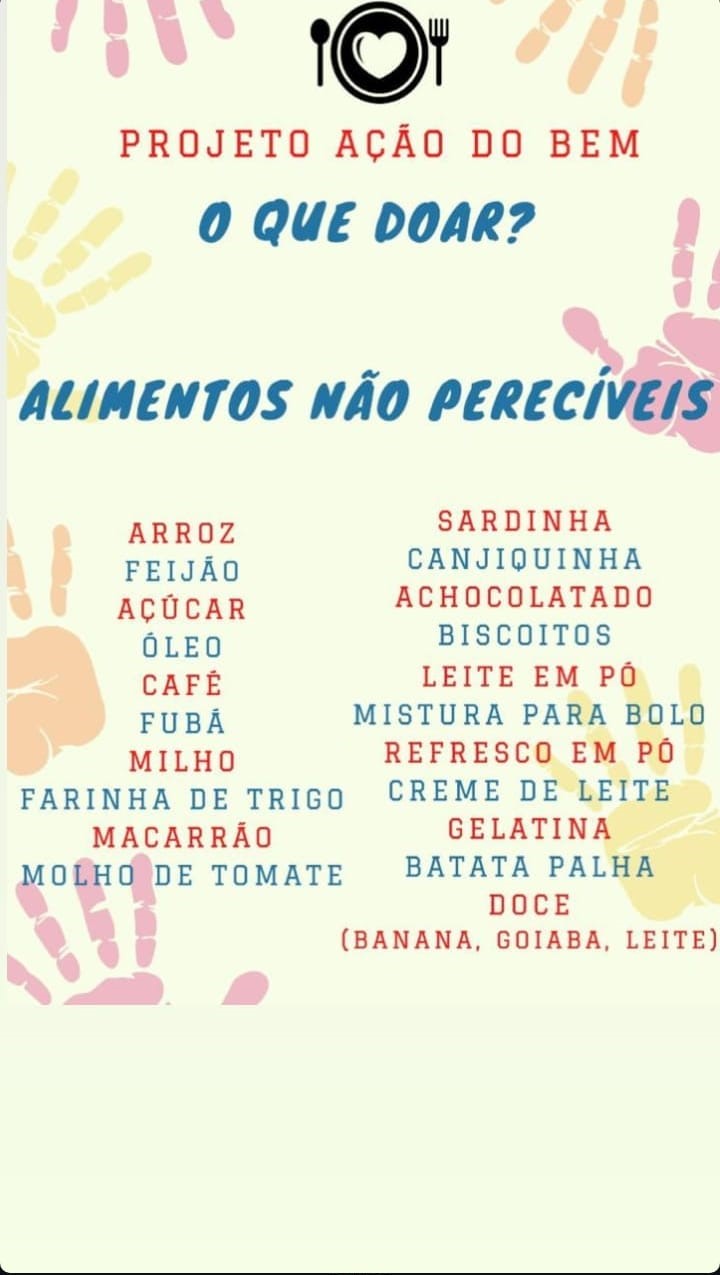 PROJETO AÇÃO DO BEM
O QUE DOAR?
ALIMENTOS NÃO PERECÍVEIS
ARROZ
FEIJÃO
AÇÚCAR
ÓLEO
CAFÉ
FUBÁ
MILHO
FARINHA DE TRIGO
MACARRÃO
MOLHO DE TOMATE
SARDINHA
CANJIQUINHA
ACHOCOLATADO
BISCOITOS
LEITE EM PÓ
MISTURA PARA BOLO
REFRESCO EM PÓ
CREME DE LEITE
GELATINA
BATATA PALHA
DOCE
(BANANA, GOIABA, LEITE)